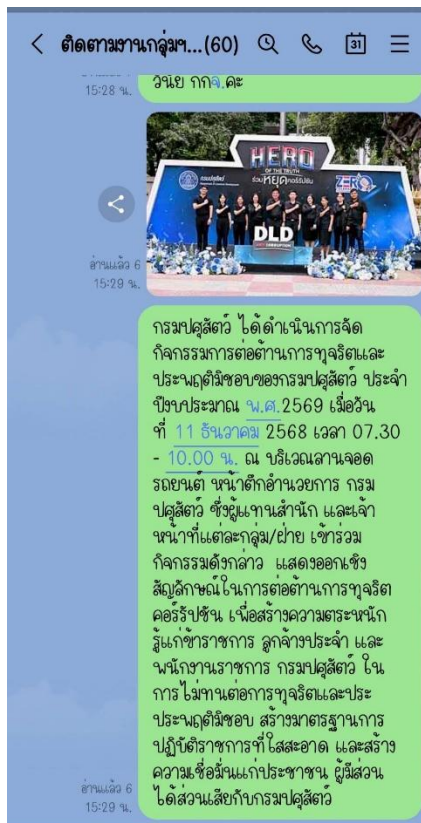 ติดตามงานกลุ่มฯ...(60)
31
วินัย กกจ.ค่ะ
15:28 น.
HERO
OF THE TRUTH
ร่วมหยุดคอร์รัปชัน
ZERO
กรมปศุสัตว์
DLD
อ่านแล้ว 6
15:29 น.
กรมปศุสัตว์ ได้ดำเนินการจัด
กิจกรรมการต่อต้านการทุจริตและ
ประพฤติมิชอบของกรมปศุสัตว์ ประจำ
ปีงบประมาณ พ.ศ.2569 เมื่อวัน
ที่ 11 ธันวาคม 2568 เวลา 07.30
- 10.00 น. ณ บริเวณลานจอด
รถยนต์ หน้าตึกอำนวยการ กรม
ปศุสัตว์ ซึ่งผู้แทนสำนัก และเจ้า
หน้าที่แต่ละกลุ่ม/ฝ่าย เข้าร่วม
กิจกรรมดังกล่าว แสดงออกเชิง
สัญลักษณ์ในการต่อต้านการทุจริต
คอร์รัปชัน เพื่อสร้างความตระหนัก
รู้แก่ข้าราชการ ลูกจ้างประจำ และ
พนักงานราชการ กรมปศุสัตว์ ใน
การไม่ทนต่อการทุจริตและประ
ประพฤติมิชอบ สร้างมาตรฐานการ
ปฏิบัติราชการที่ใสสะอาด และสร้าง
ความเชื่อมั่นแก่ประชาชน ผู้มีส่วน
ได้ส่วนเสียกับกรมปศุสัตว์
อ่านแล้ว 6
15:29 น.